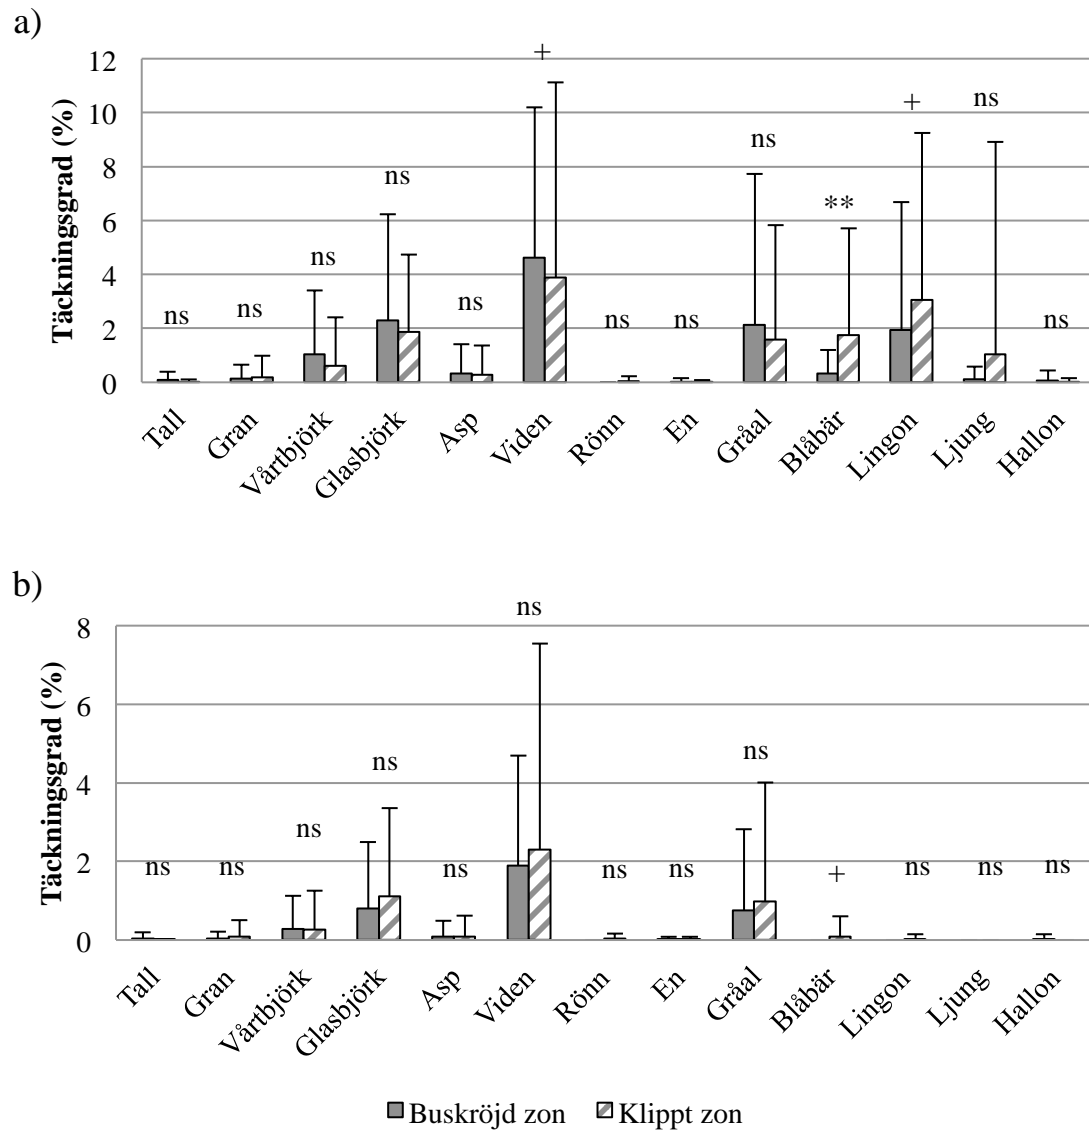 a)
Täckningsgrad (%)
12
10
8
6
4
2
0
ns ns ns ns ns + ns ns ns ** + ns ns
Tall Gran Vårtbjörk Glasbjörk Asp Viden Rönn En Gråal Blåbär Lingon Ljung Hallon
b)
Täckningsgrad (%)
8
6
4
2
0
ns ns ns ns ns ns ns ns ns + ns ns ns
Tall Gran Vårtbjörk Glasbjörk Asp Viden Rönn En Gråal Blåbär Lingon Ljung Hallon
Buskröjd zon Klippt zon